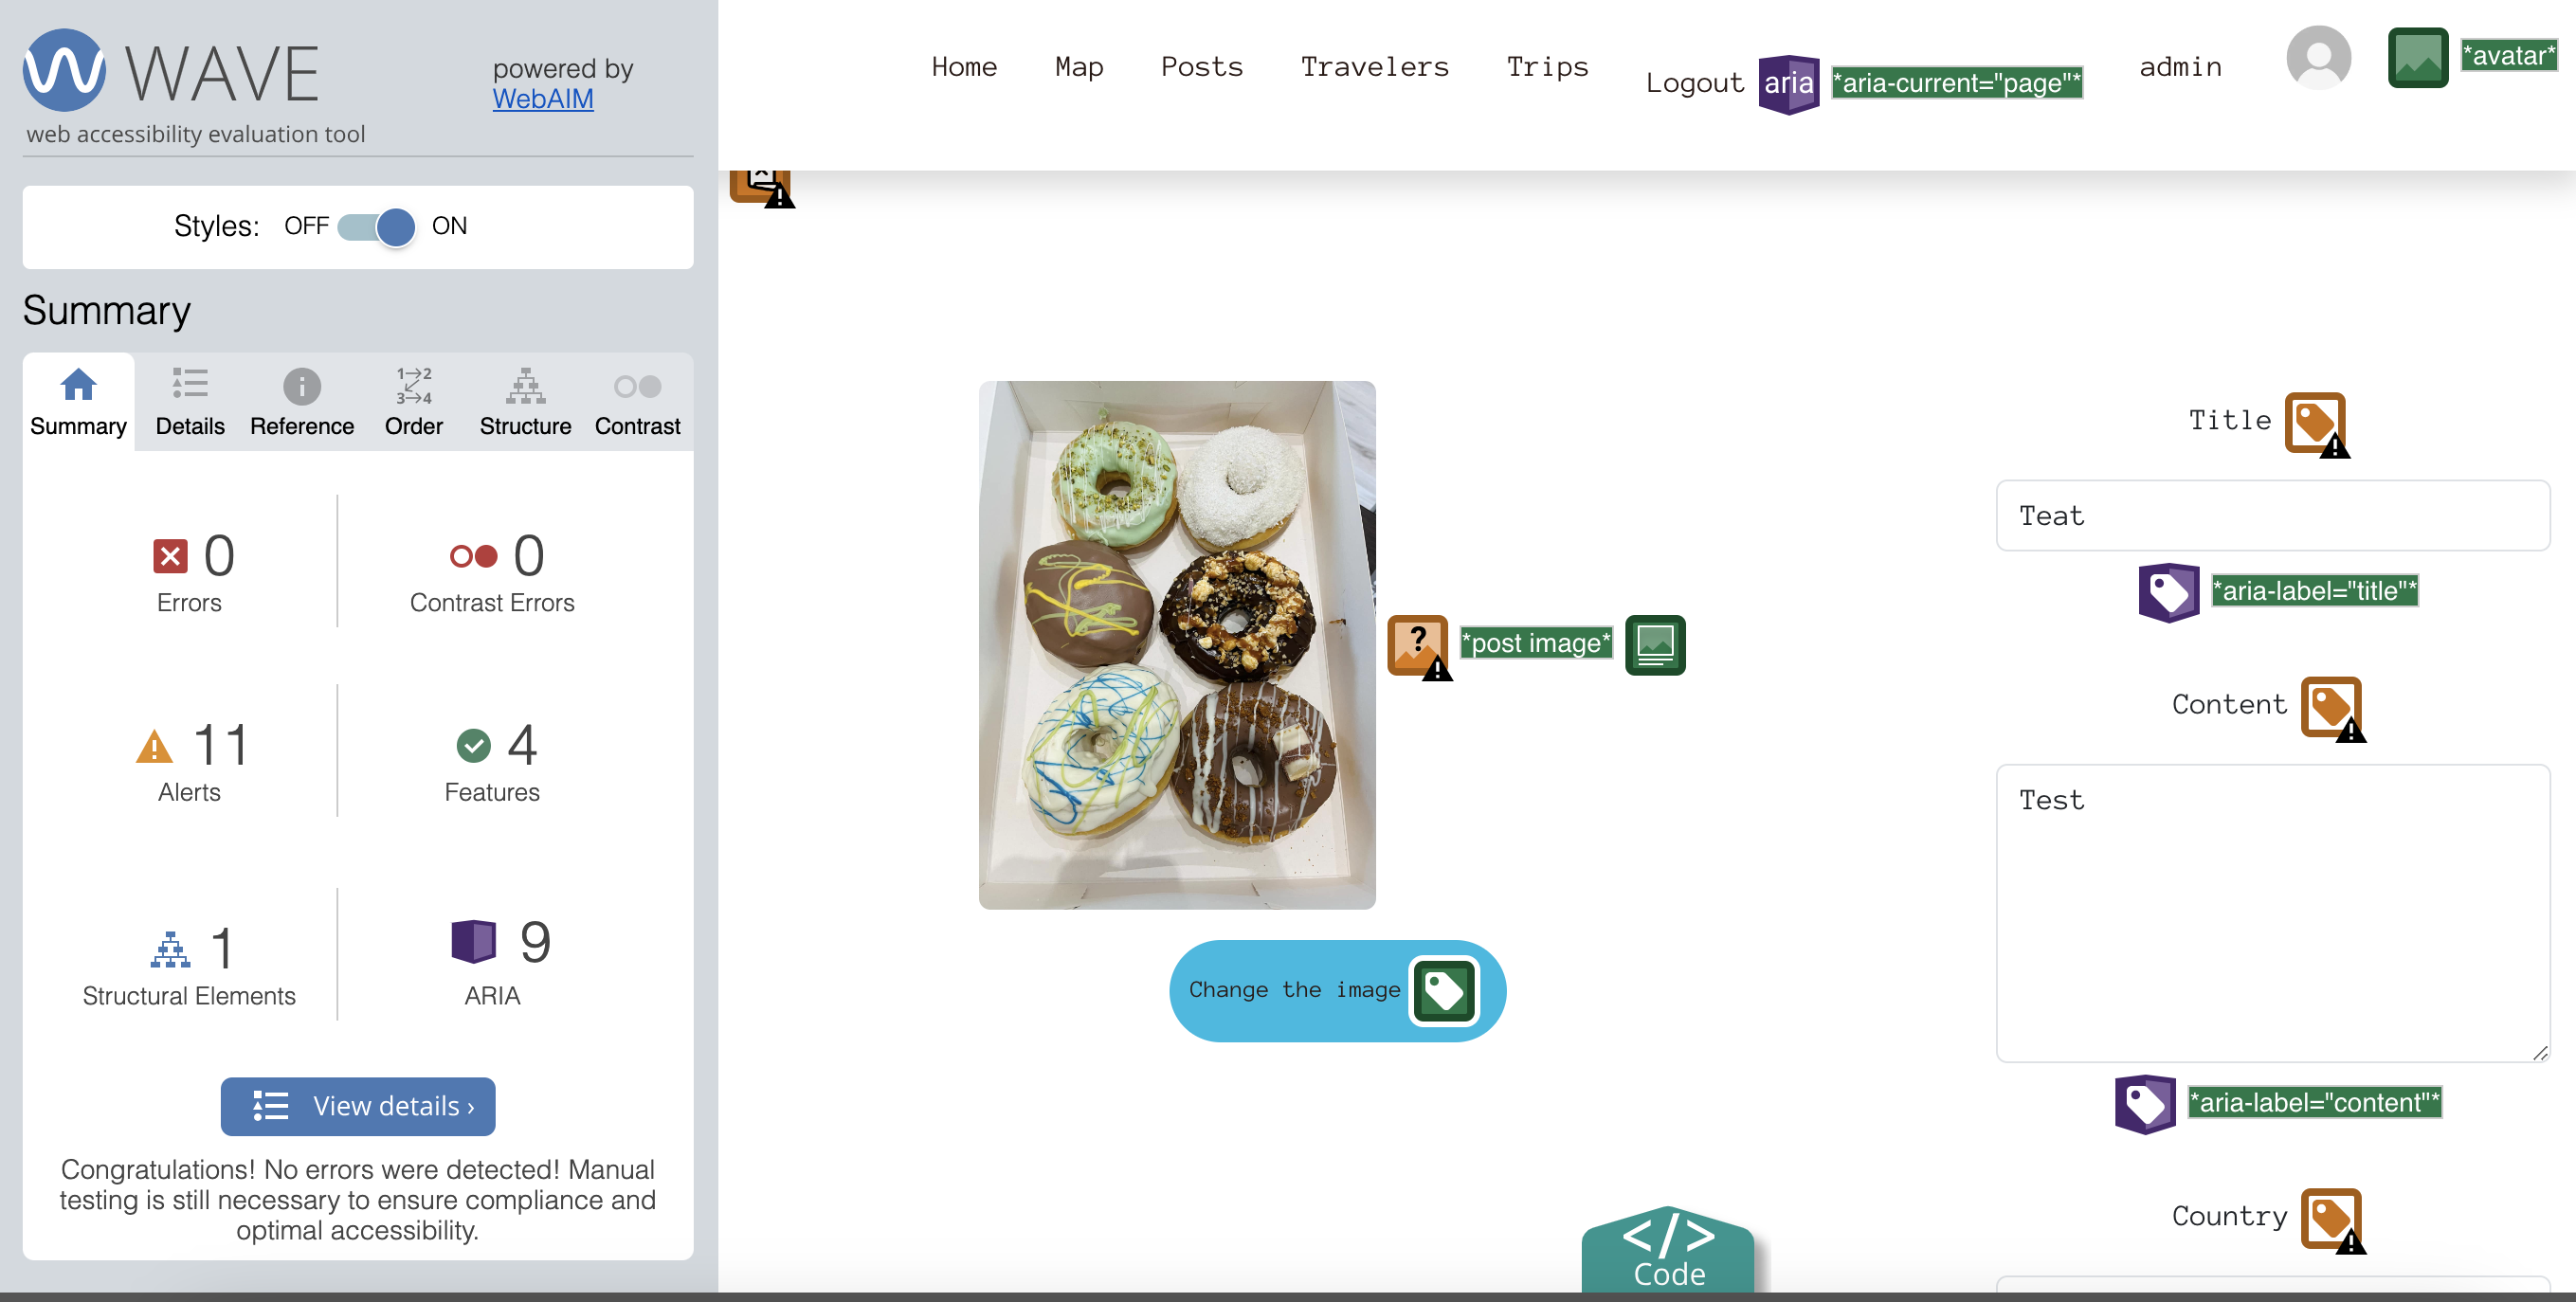 WAVE
powered by
WebAIM
web accessibility evaluation tool
Styles: OFF ON
Summary
Summary Details Reference Order Structure Contrast
1→2
3→4
0 Errors
0 Contrast Errors
11 Alerts
4 Features
1 Structural Elements
9 ARIA
View details ›
Congratulations! No errors were detected! Manual
testing is still necessary to ensure compliance and
optimal accessibility.
Home Map Posts Travelers Trips Logout aria *aria-current="page"* admin *avatar*
? *post image*
Change the image
Title
Teat
*aria-label="title"*
Content
Test
*aria-label="content"*
Country
</>
Code